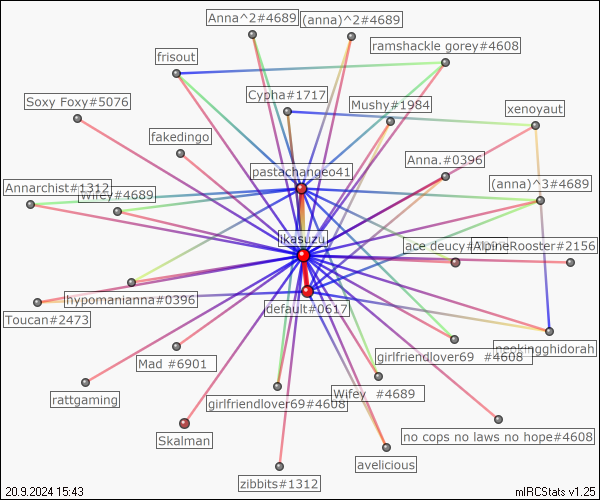 Anna^2#4689
(anna)^2#4689
ramshackle gorey#4608
frisout
Cypha#1717
Mushy#1984
Soxy Foxy#5076
xenoyaut
fakedingo
Anna.#0396
pastachangeo41
Annarchist#1312
Wifey#4689
(anna)^3#4689
Ikasuzu
ace deucy#
AlpineRooster#2156
hypomanianna#0396
default#0617
Toucan#2473
neokingghidorah
girlfriendlover69 #4608
Mad #6901
rattgaming
girlfriendlover69#4608
Wifey #4689
Skalman
no cops no laws no hope#4608
avelicious
zibbits#1312
20.9.2024 15:43
mIRCStats v1.25